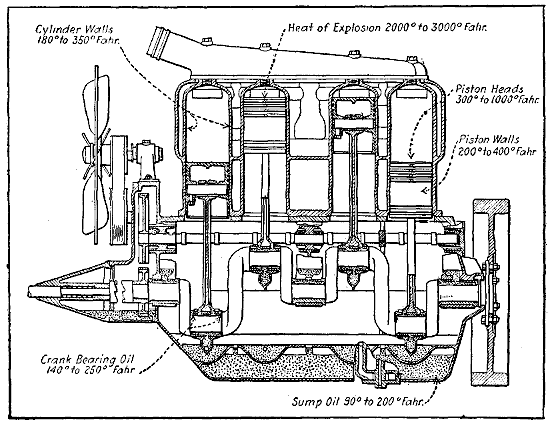 Cylinder Walls
180° to 350° Fahr.
Heat of Explosion 2000° to 3000° Fahr.
Piston Heads
300° to 1000° Fahr.
Piston Walls
200° to 400° Fahr
Crank Bearing Oil
140° to 250° Fahr
Sump Oil 90° to 200° Fahr.